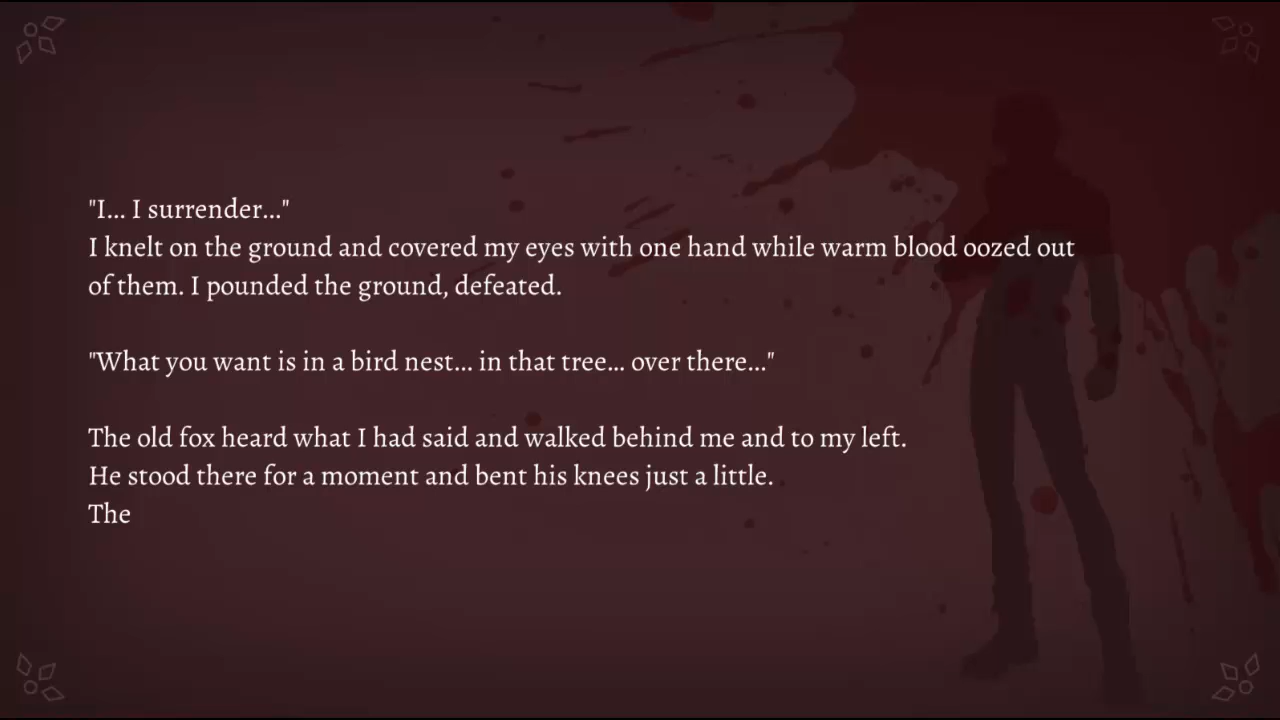 "I... I surrender..."
I knelt on the ground and covered my eyes with one hand while warm blood oozed out
of them. I pounded the ground, defeated.
"What you want is in a bird nest... in that tree... over there..."
The old fox heard what I had said and walked behind me and to my left.
He stood there for a moment and bent his knees just a little.
The